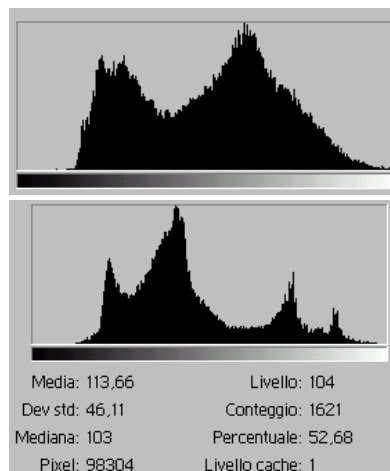 Media: 113,66 Livello: 104
Dev std: 46,11 Conteggio: 1621
Mediana: 103 Percentuale: 52,68
Pixel: 98304 Livello cache: 1